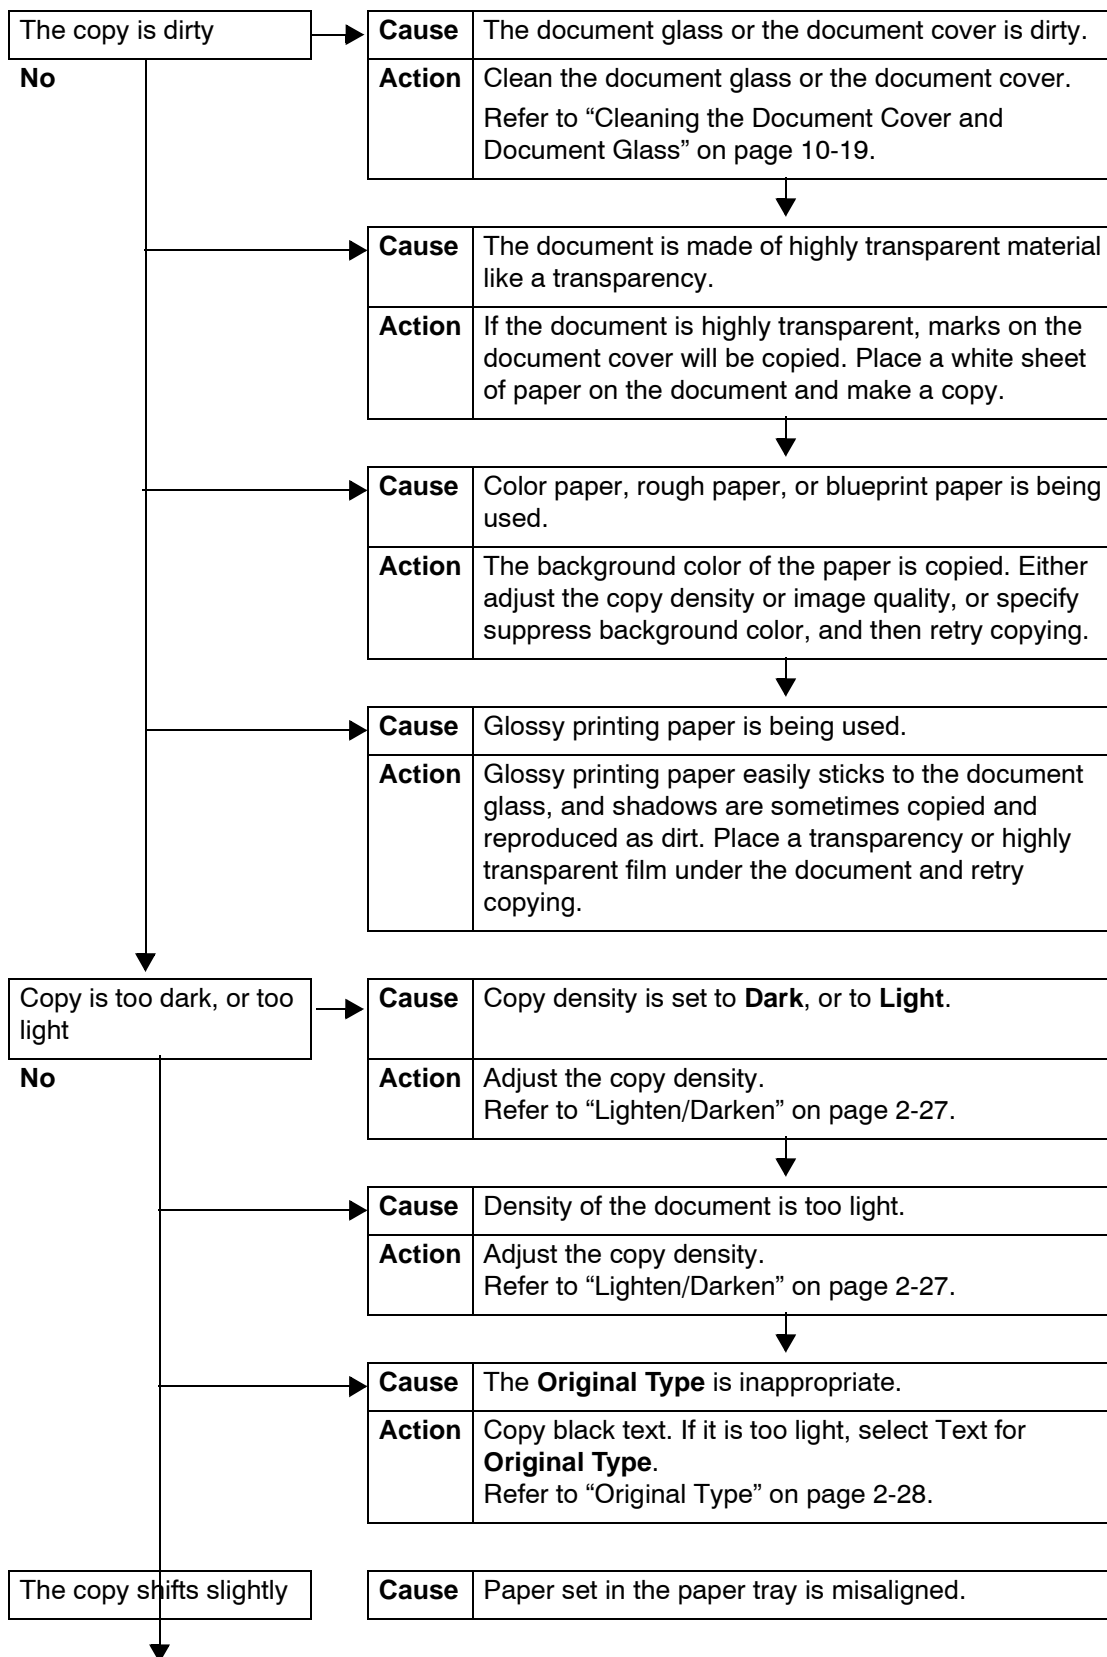 The copy is dirty
Cause
The document glass or the document cover is dirty.
No
Action
Clean the document glass or the document cover.
Refer to “Cleaning the Document Cover and
Document Glass” on page 10-19.
Cause
The document is made of highly transparent material
like a transparency.
Action
If the document is highly transparent, marks on the
document cover will be copied. Place a white sheet
of paper on the document and make a copy.
Cause
Color paper, rough paper, or blueprint paper is being
used.
Action
The background color of the paper is copied. Either
adjust the copy density or image quality, or specify
suppress background color, and then retry copying.
Cause
Glossy printing paper is being used.
Action
Glossy printing paper easily sticks to the document
glass, and shadows are sometimes copied and
reproduced as dirt. Place a transparency or highly
transparent film under the document and retry
copying.
Copy is too dark, or too
light
Cause
Copy density is set to Dark, or to Light.
No
Action
Adjust the copy density.
Refer to “Lighten/Darken” on page 2-27.
Cause
Density of the document is too light.
Action
Adjust the copy density.
Refer to “Lighten/Darken” on page 2-27.
Cause
The Original Type is inappropriate.
Action
Copy black text. If it is too light, select Text for
Original Type.
Refer to “Original Type” on page 2-28.
The copy shifts slightly
Cause
Paper set in the paper tray is misaligned.